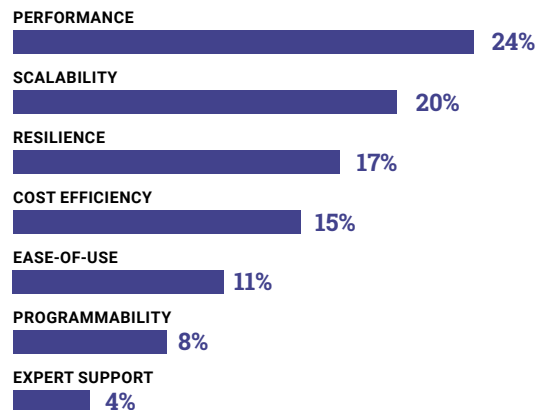 PERFORMANCE
24%
SCALABILITY
20%
RESILIENCE
17%
COST EFFICIENCY
15%
EASE-OF-USE
11%
PROGRAMMABILITY
8%
EXPERT SUPPORT
4%